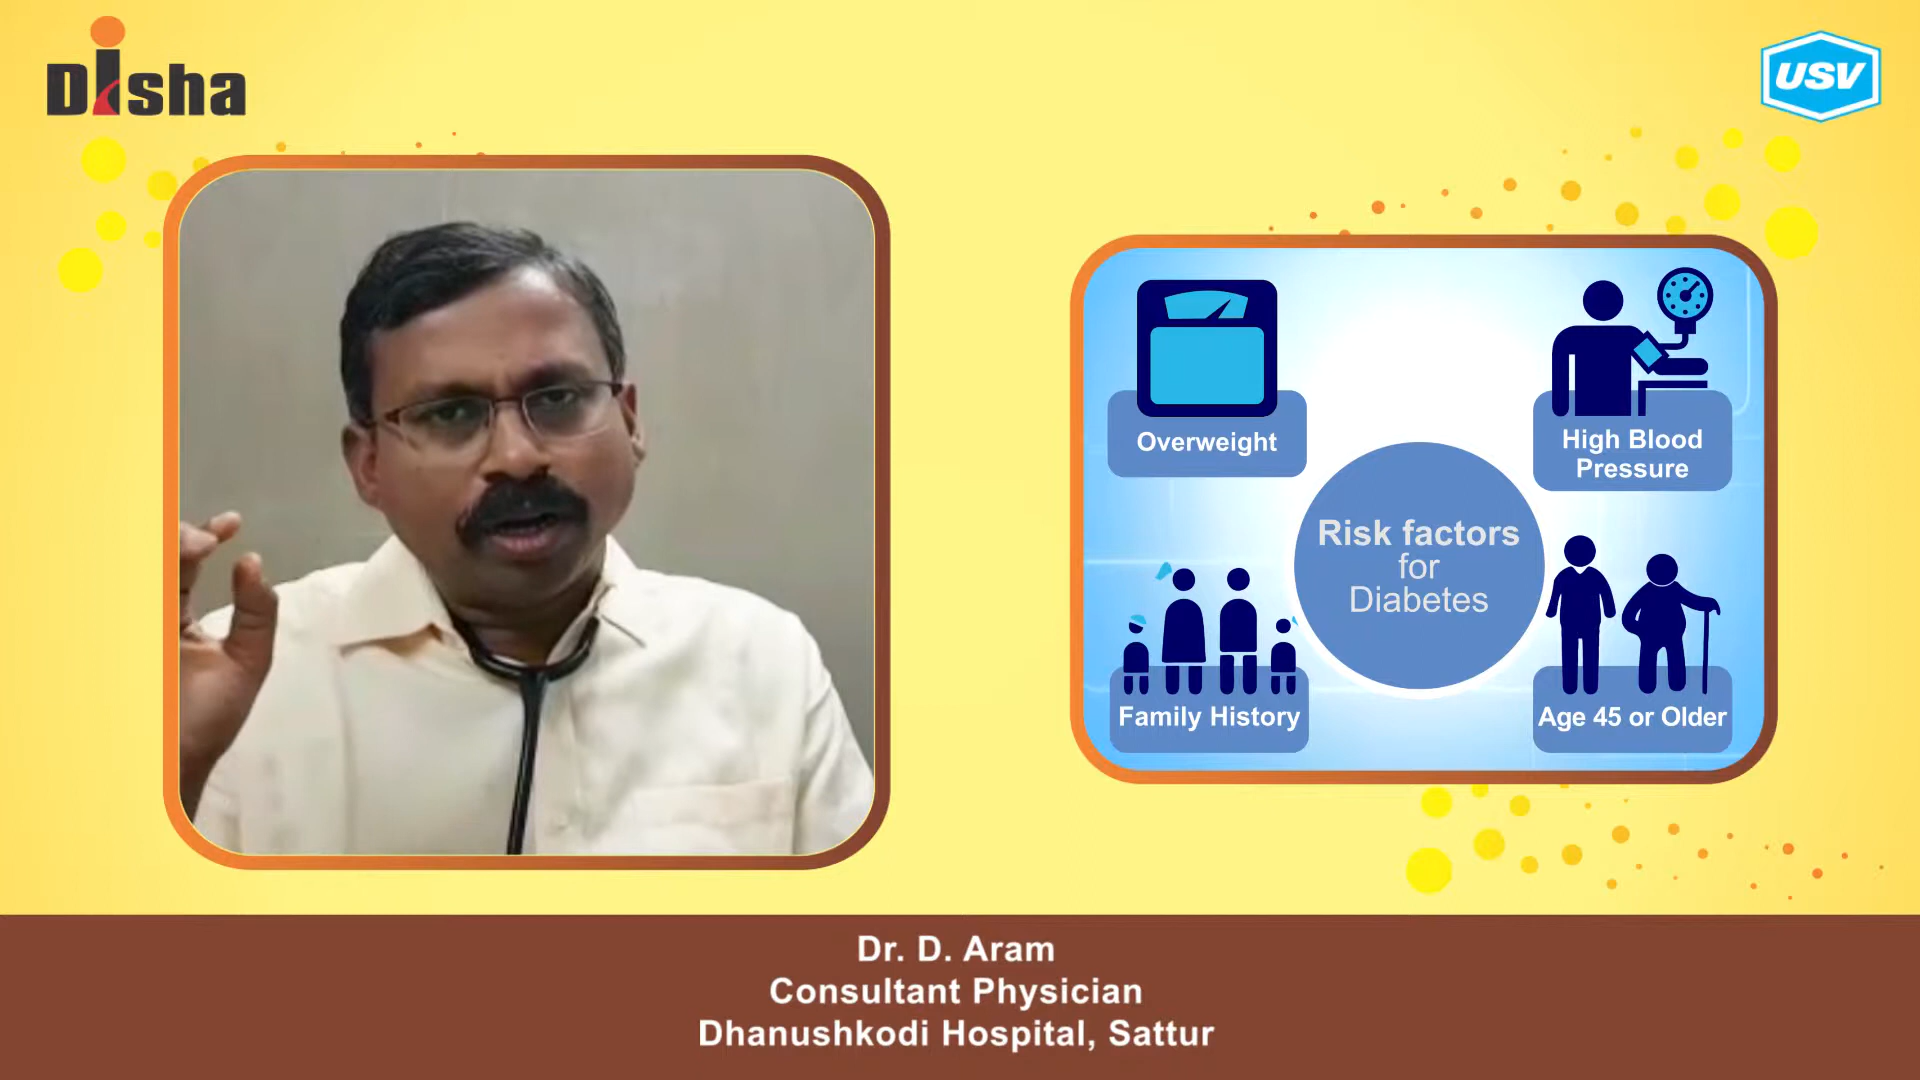 Disha
USV
Overweight
High Blood
Pressure
Risk factors
for
Diabetes
Family History
Age 45 or Older
Dr. D. Aram
Consultant Physician
Dhanushkodi Hospital, Sattur